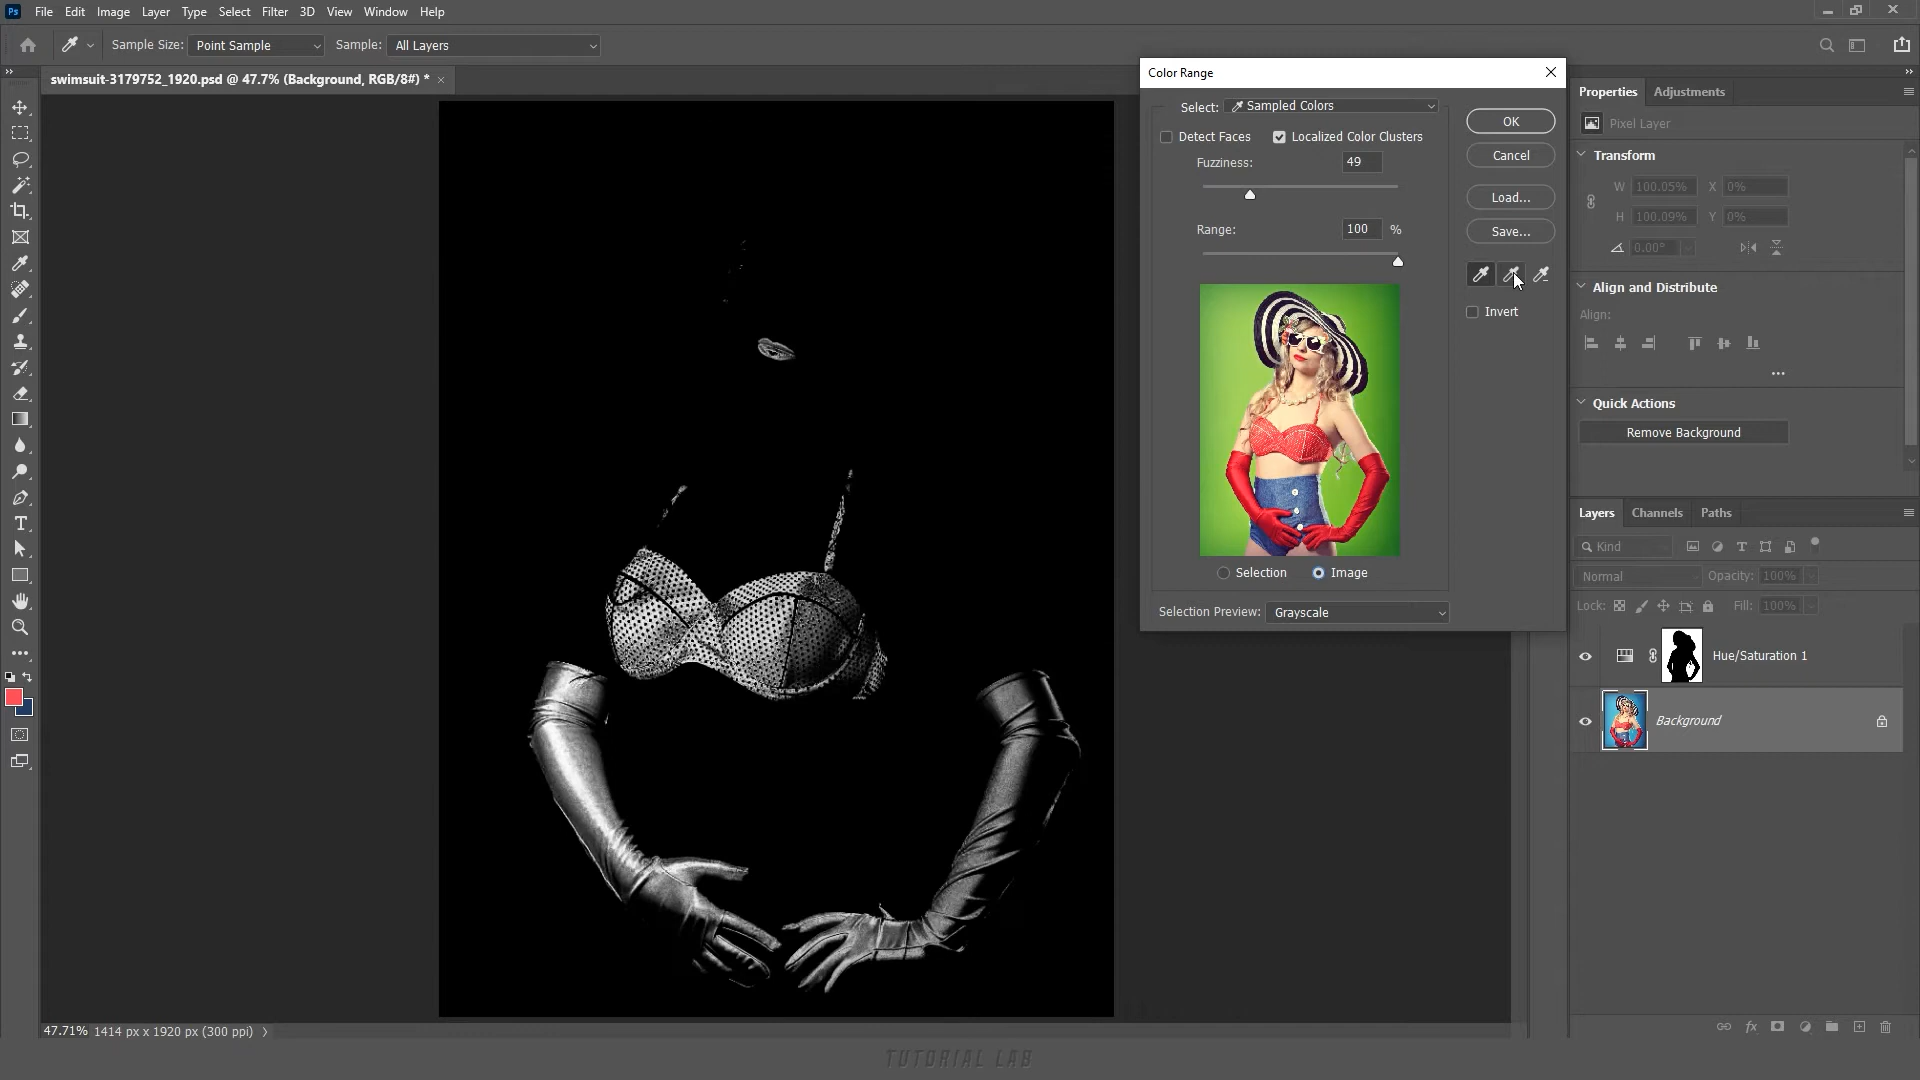 Ps File Edit Image Layer Type Select Filter 3D View Window Help
Sample Size: Point Sample Sample: All Layers
swimsuit-3179752_1920.psd @ 47.7% (Background, RGB/8#) * ×
Color Range
Select: Sampled Colors
Detect Faces Localized Color Clusters
Fuzziness: 49
Range: 100 %
OK
Cancel
Load...
Save...
Invert
Selection Image
Selection Preview: Grayscale
Properties Adjustments
Pixel Layer
Transform
W 100.05% X 0%
H 100.09% Y 0%
0.00°
Align and Distribute
Align:
Quick Actions
Remove Background
Layers Channels Paths
Kind
Normal Opacity: 100%
Lock: Fill: 100%
Hue/Saturation 1
Background
47.71% 1414 px x 1920 px (300 ppi)
TUTORIAL LAB